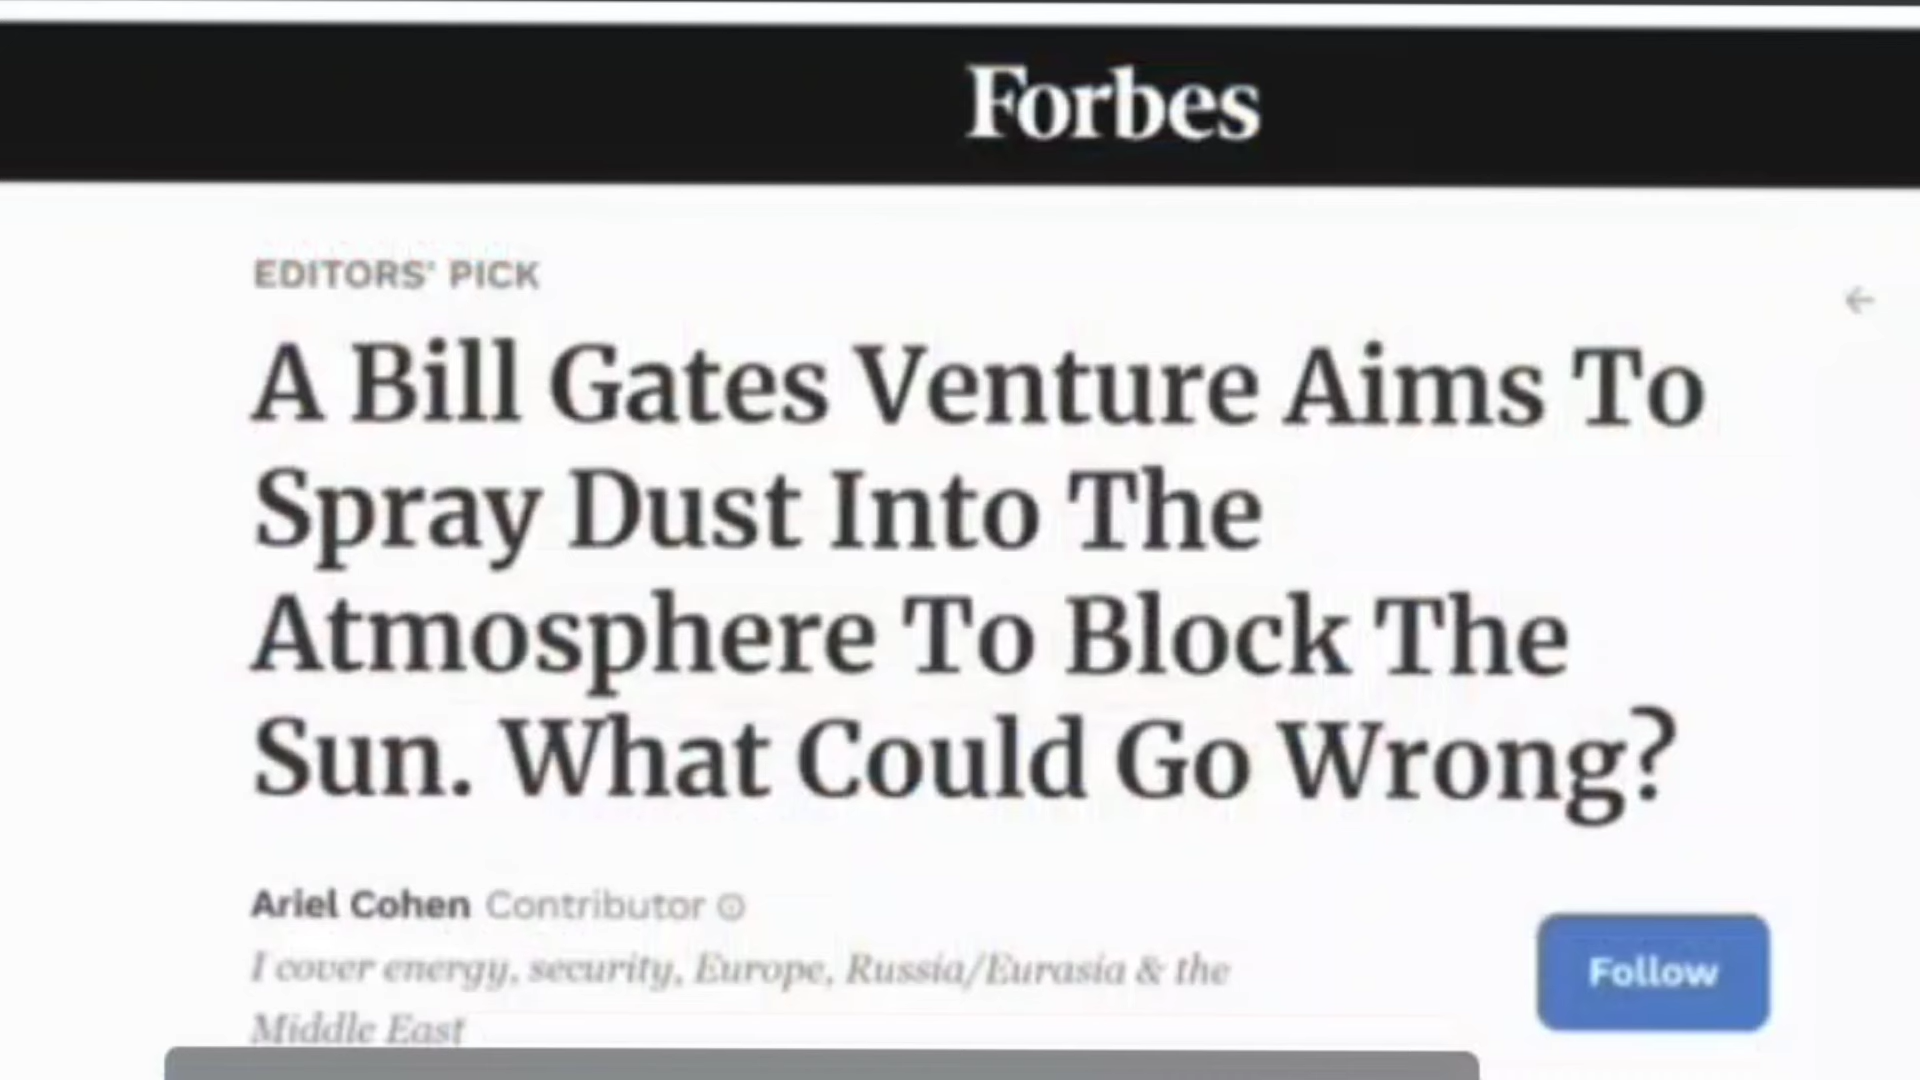 Forbes
EDITORS' PICK
A Bill Gates Venture Aims To
Spray Dust Into The
Atmosphere To Block The
Sun. What Could Go Wrong?
Ariel Cohen Contributor
I cover energy, security, Europe, Russia/Eurasia & the
Middle East
Follow